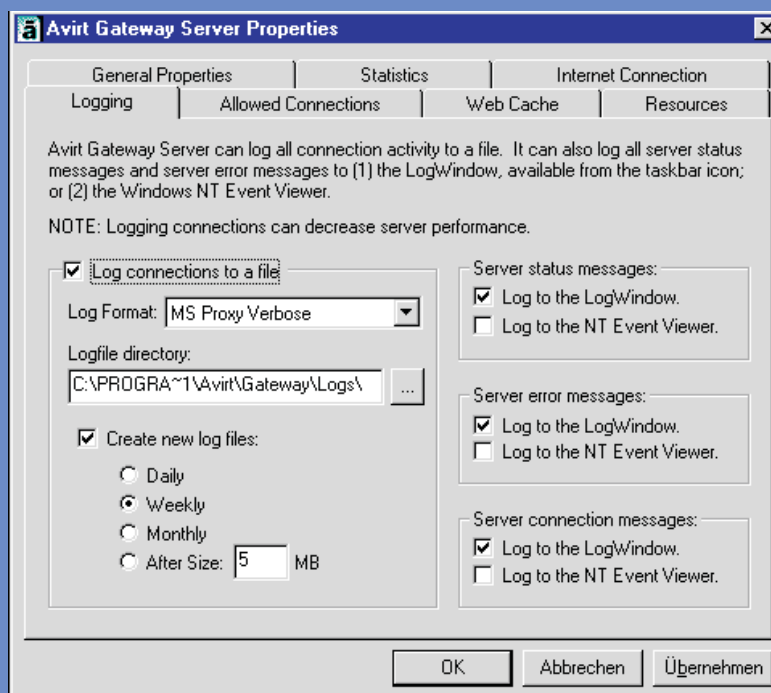 Avirt Gateway Server Properties
General Properties
Statistics
Internet Connection
Logging
Allowed Connections
Web Cache
Resources
Avirt Gateway Server can log all connection activity to a file. It can also log all server status
messages and server error messages to (1) the LogWindow, available from the taskbar icon;
or (2) the Windows NT Event Viewer.
NOTE: Logging connections can decrease server performance.
Log connections to a file
Log Format: MS Proxy Verbose
Logfile directory:
C:\PROGRA~1\Avirt\Gateway\Logs\ ...
Create new log files:
Daily
Weekly
Monthly
After Size: 5 MB
Server status messages:
Log to the LogWindow.
Log to the NT Event Viewer.
Server error messages:
Log to the LogWindow.
Log to the NT Event Viewer.
Server connection messages:
Log to the LogWindow.
Log to the NT Event Viewer.
OK
Abbrechen
Übernehmen